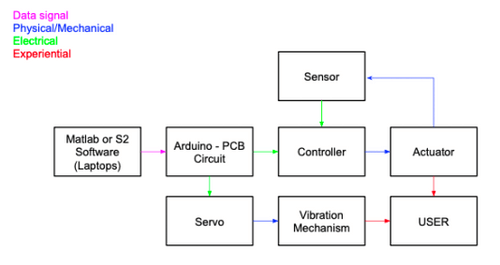 Data signal
Physical/Mechanical
Electrical
Experiential
Sensor
Matlab or S2
Software
(Laptops)
Arduino - PCB
Circuit
Controller
Actuator
Servo
Vibration
Mechanism
USER